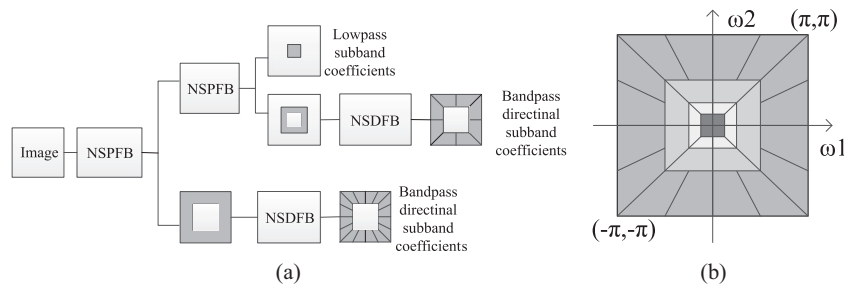 Image
NSPFB
NSPFB
Lowpass
subband
coefficients
NSDFB
Bandpass
directinal
subband
coefficients
NSDFB
Bandpass
directinal
subband
coefficients
(a)
ω2
(π,π)
ω1
(-π,-π)
(b)